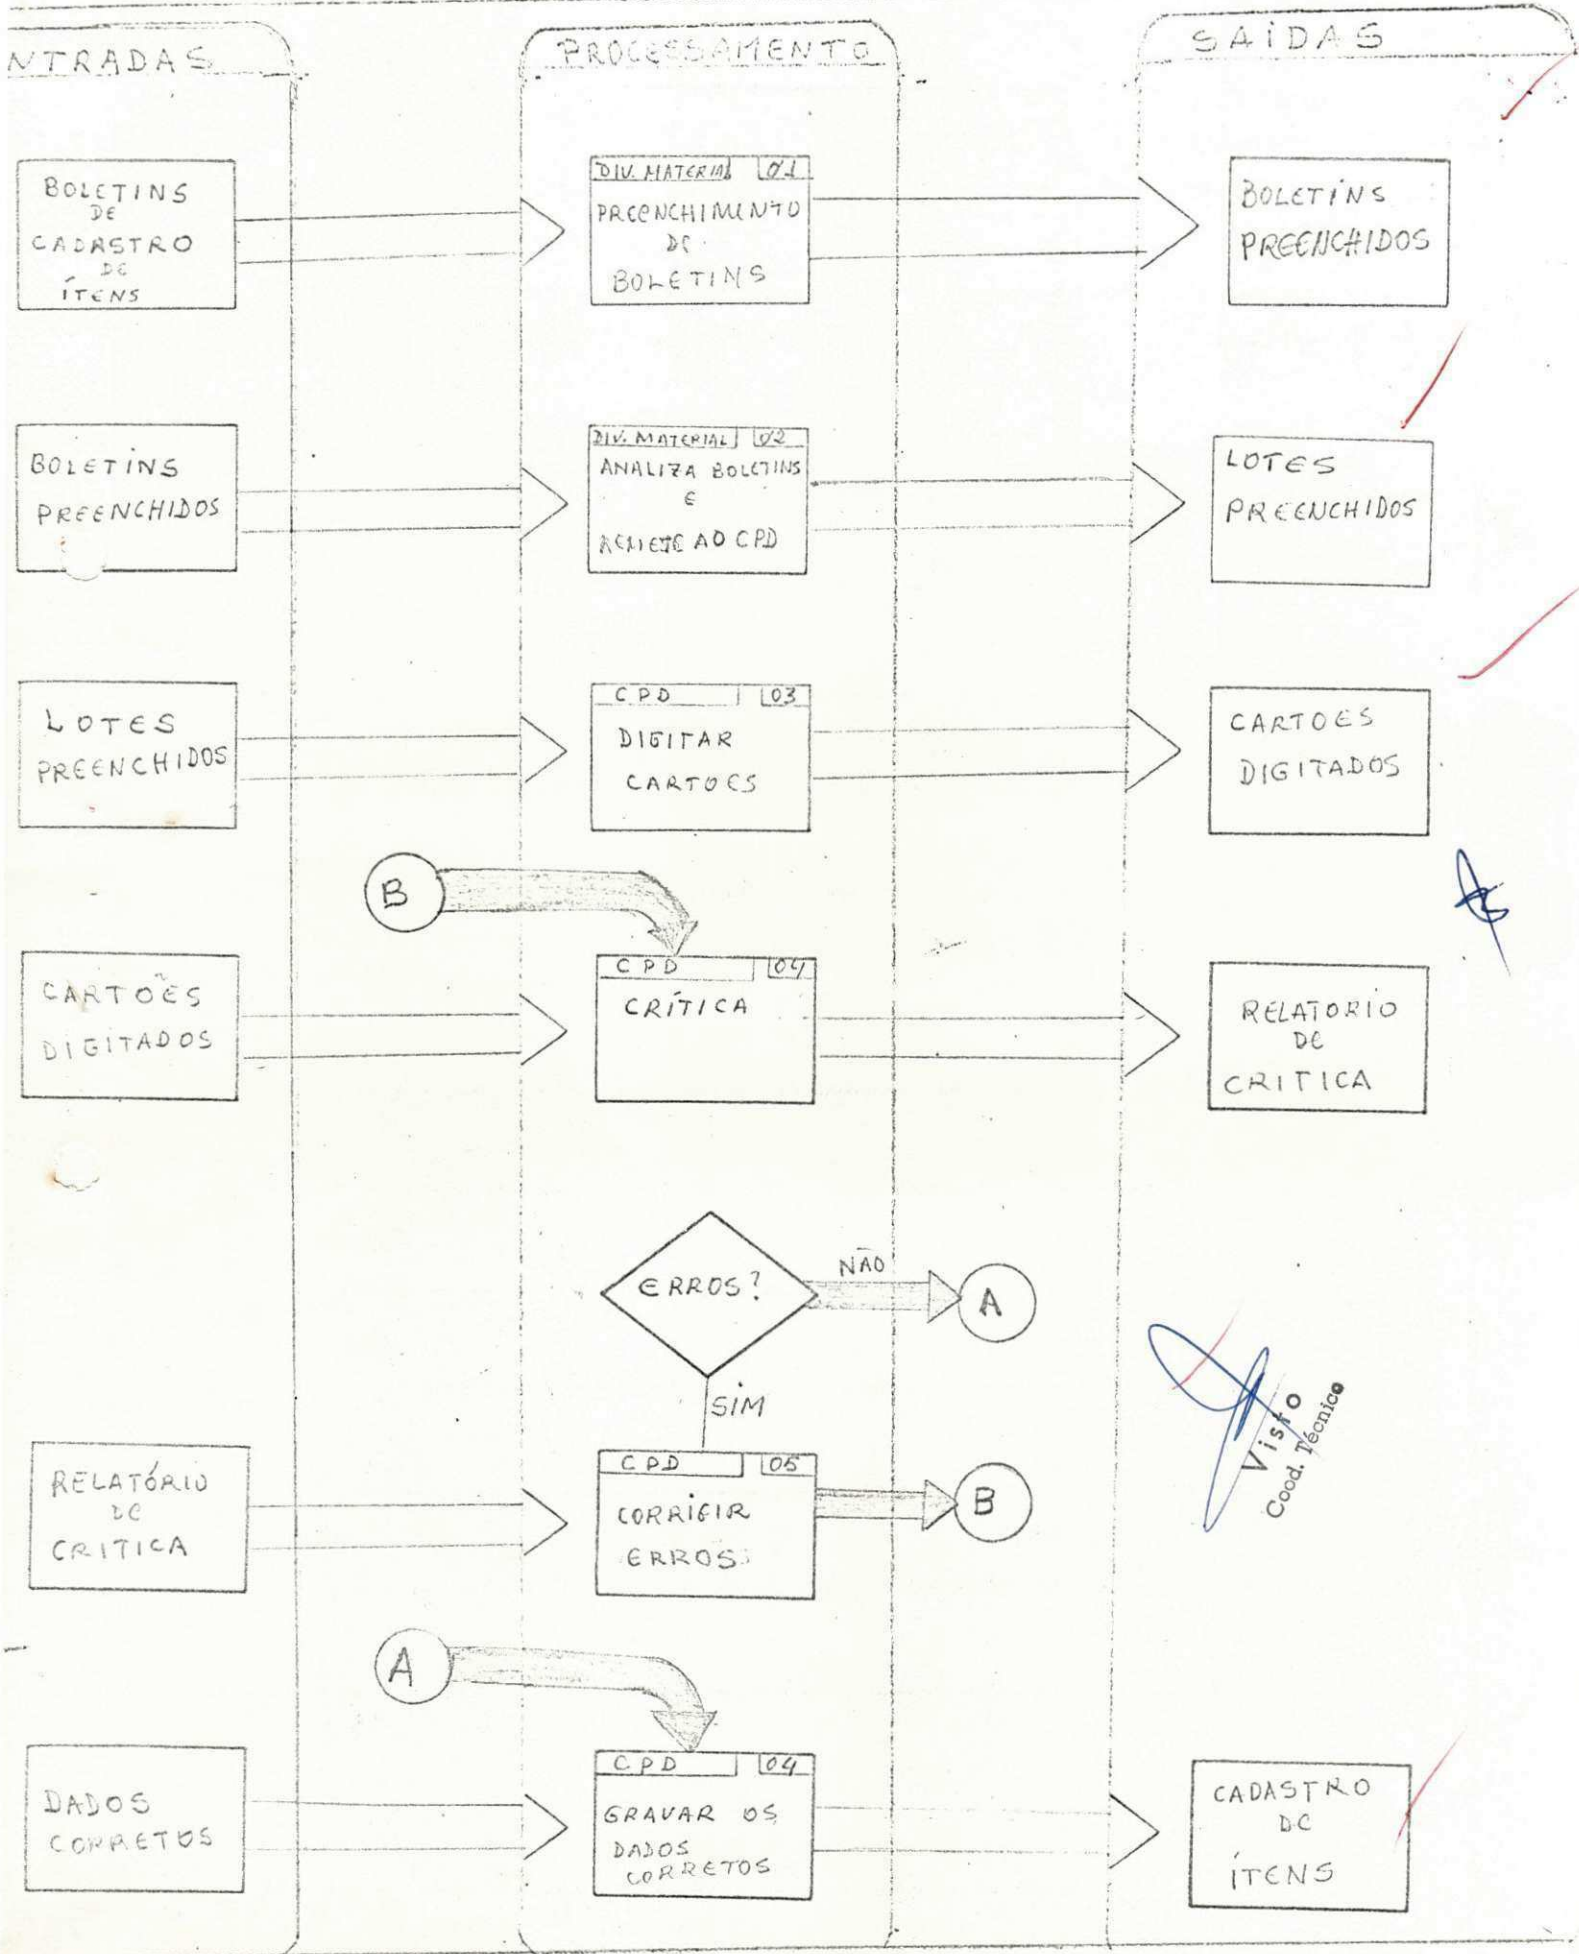 NTRADAS
PROCESSAMENTO
SAÍDAS
BOLETINS
DE
CADASTRO
DE
ÍTENS
DIV. MATERIAL 01
PREENCHIMENTO
DE
BOLETINS
BOLETINS
PREENCHIDOS
BOLETINS
PREENCHIDOS
DIV. MATERIAL 02
ANALIZA BOLETINS
E
REMETE AO CPD
LOTES
PREENCHIDOS
LOTES
PREENCHIDOS
CPD 03
DIGITAR
CARTOES
CARTOES
DIGITADOS
B
CARTÕES
DIGITADOS
CPD 04
CRÍTICA
RELATORIO
DE
CRITICA
ERROS?
NÃO
A
SIM
RELATÓRIO
DE
CRITICA
CPD 05
CORRIGIR
ERROS
B
Visto
Cood. Técnico
A
DADOS
CORRETOS
CPD 04
GRAVAR OS
DADOS
CORRETOS
CADASTRO
DE
ÍTENS